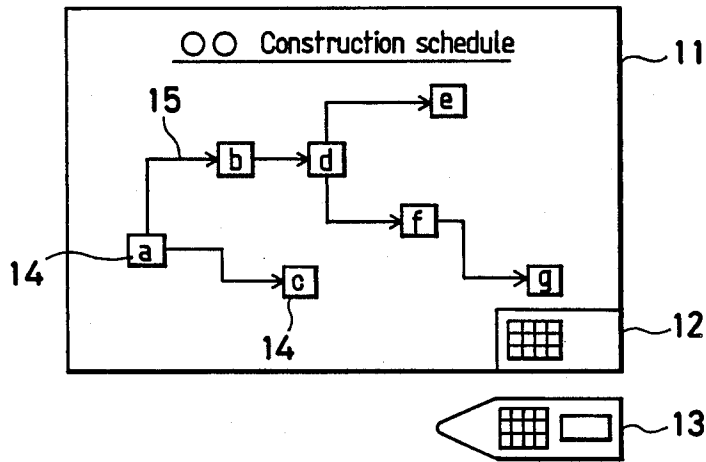 ○○ Construction schedule
11
15
e
b
d
f
a
14
c
g
14
12
13